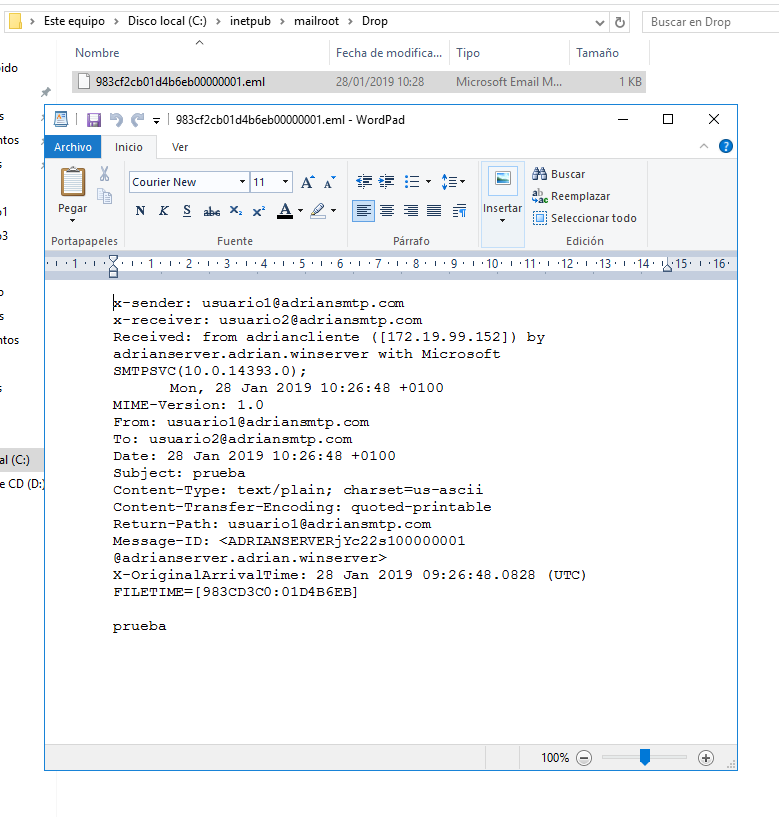 Este equipo > Disco local (C:) > inetpub > mailroot > Drop
Buscar en Drop
Nombre Fecha de modifica... Tipo Tamaño
983cf2cb01d4b6eb00000001.eml 28/01/2019 10:28 Microsoft Email M... 1 KB
983cf2cb01d4b6eb00000001.eml - WordPad
Archivo Inicio Ver
Pegar
Portapapeles
Courier New 11
N K S abc X₂ X²
Fuente
Párrafo
Insertar
Buscar
Reemplazar
Seleccionar todo
Edición
1 1 2 3 4 5 6 7 8 9 10 11 12 13 14 15 16
x-sender: usuario1@adriansmtp.com
x-receiver: usuario2@adriansmtp.com
Received: from adriancliente ([172.19.99.152]) by
adrianserver.adrian.winserver with Microsoft
SMTPSVC(10.0.14393.0);
Mon, 28 Jan 2019 10:26:48 +0100
MIME-Version: 1.0
From: usuario1@adriansmtp.com
To: usuario2@adriansmtp.com
Date: 28 Jan 2019 10:26:48 +0100
Subject: prueba
Content-Type: text/plain; charset=us-ascii
Content-Transfer-Encoding: quoted-printable
Return-Path: usuario1@adriansmtp.com
Message-ID: <ADRIANSERVERjYc22s100000001
@adrianserver.adrian.winserver>
X-OriginalArrivalTime: 28 Jan 2019 09:26:48.0828 (UTC)
FILETIME=[983CD3C0:01D4B6EB]
prueba
100%
al (C:)
e CD (D:)